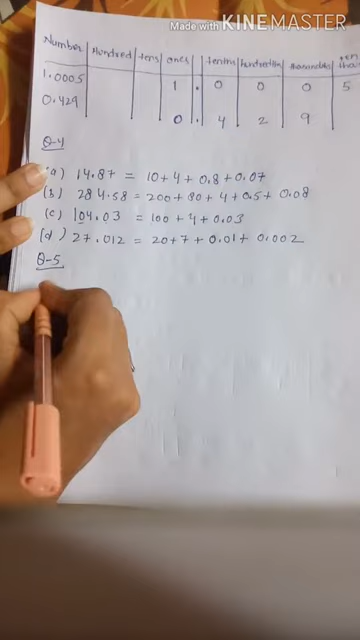 Made with KINEMASTER
Number Hundred tens ones . tenths hundredths thousandths ten thou
1.0005 1 . 0 0 0 5
0.429 0 . 4 2 9
Q-4
(a) 14.87 = 10+4+0.8+0.07
(b) 284.58 = 200+80+4+0.5+0.08
(c) 104.03 = 100+4+0.03
(d) 27.012 = 20+7+0.01+0.002
Q-5